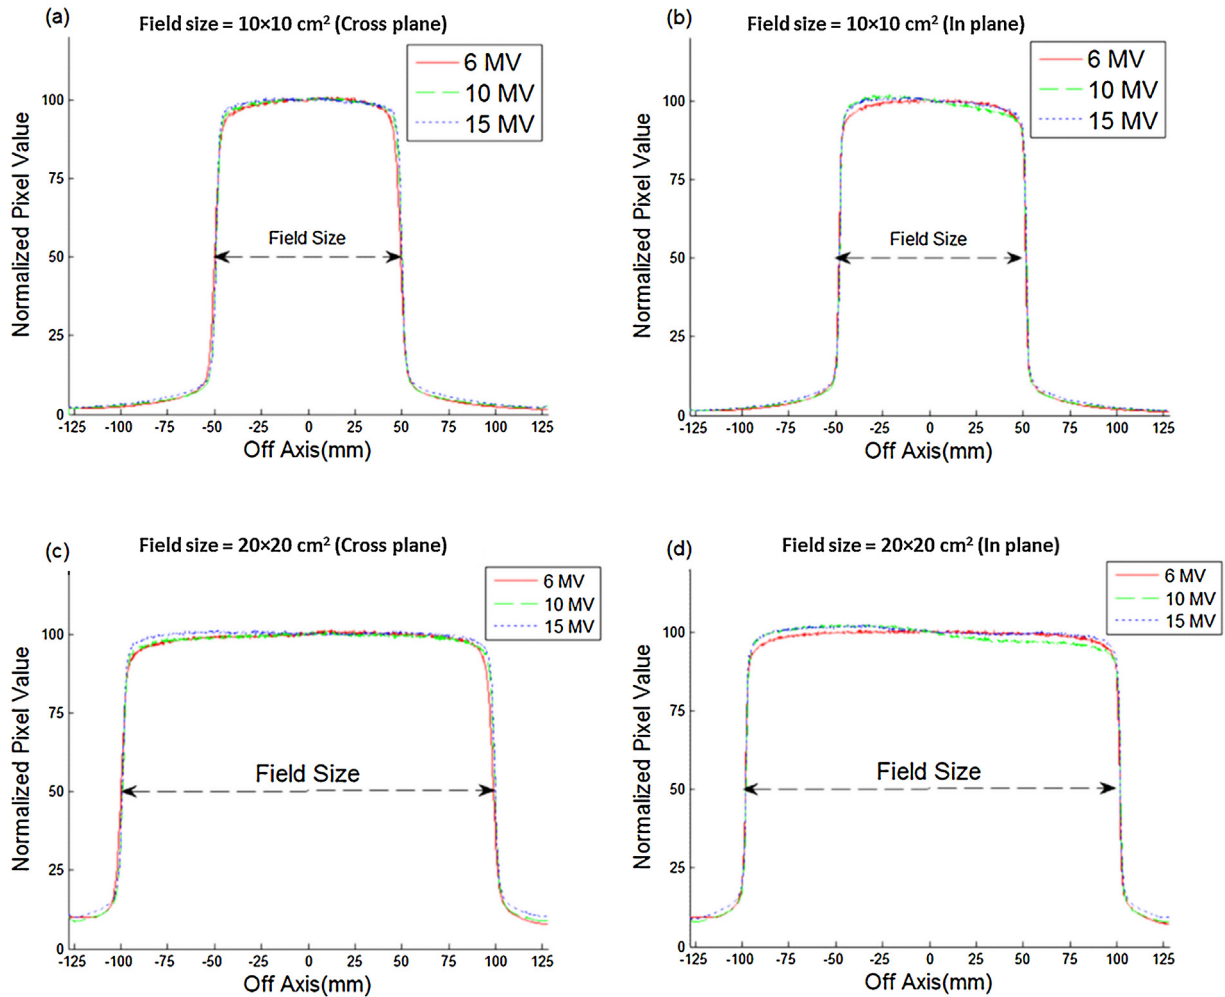 (a)
Field size = 10×10 cm² (Cross plane)
6 MV
10 MV
15 MV
Normalized Pixel Value
100
75
50
25
0
Field Size
-125 -100 -75 -50 -25 0 25 50 75 100 125
Off Axis(mm)
(b)
Field size = 10×10 cm² (In plane)
6 MV
10 MV
15 MV
Normalized Pixel Value
100
75
50
25
0
Field Size
-125 -100 -75 -50 -25 0 25 50 75 100 125
Off Axis(mm)
(c)
Field size = 20×20 cm² (Cross plane)
6 MV
10 MV
15 MV
Normalized Pixel Value
100
75
50
25
0
Field Size
-125 -100 -75 -50 -25 0 25 50 75 100 125
Off Axis(mm)
(d)
Field size = 20×20 cm² (In plane)
6 MV
10 MV
15 MV
Normalized Pixel Value
100
75
50
25
0
Field Size
-125 -100 -75 -50 -25 0 25 50 75 100 125
Off Axis(mm)